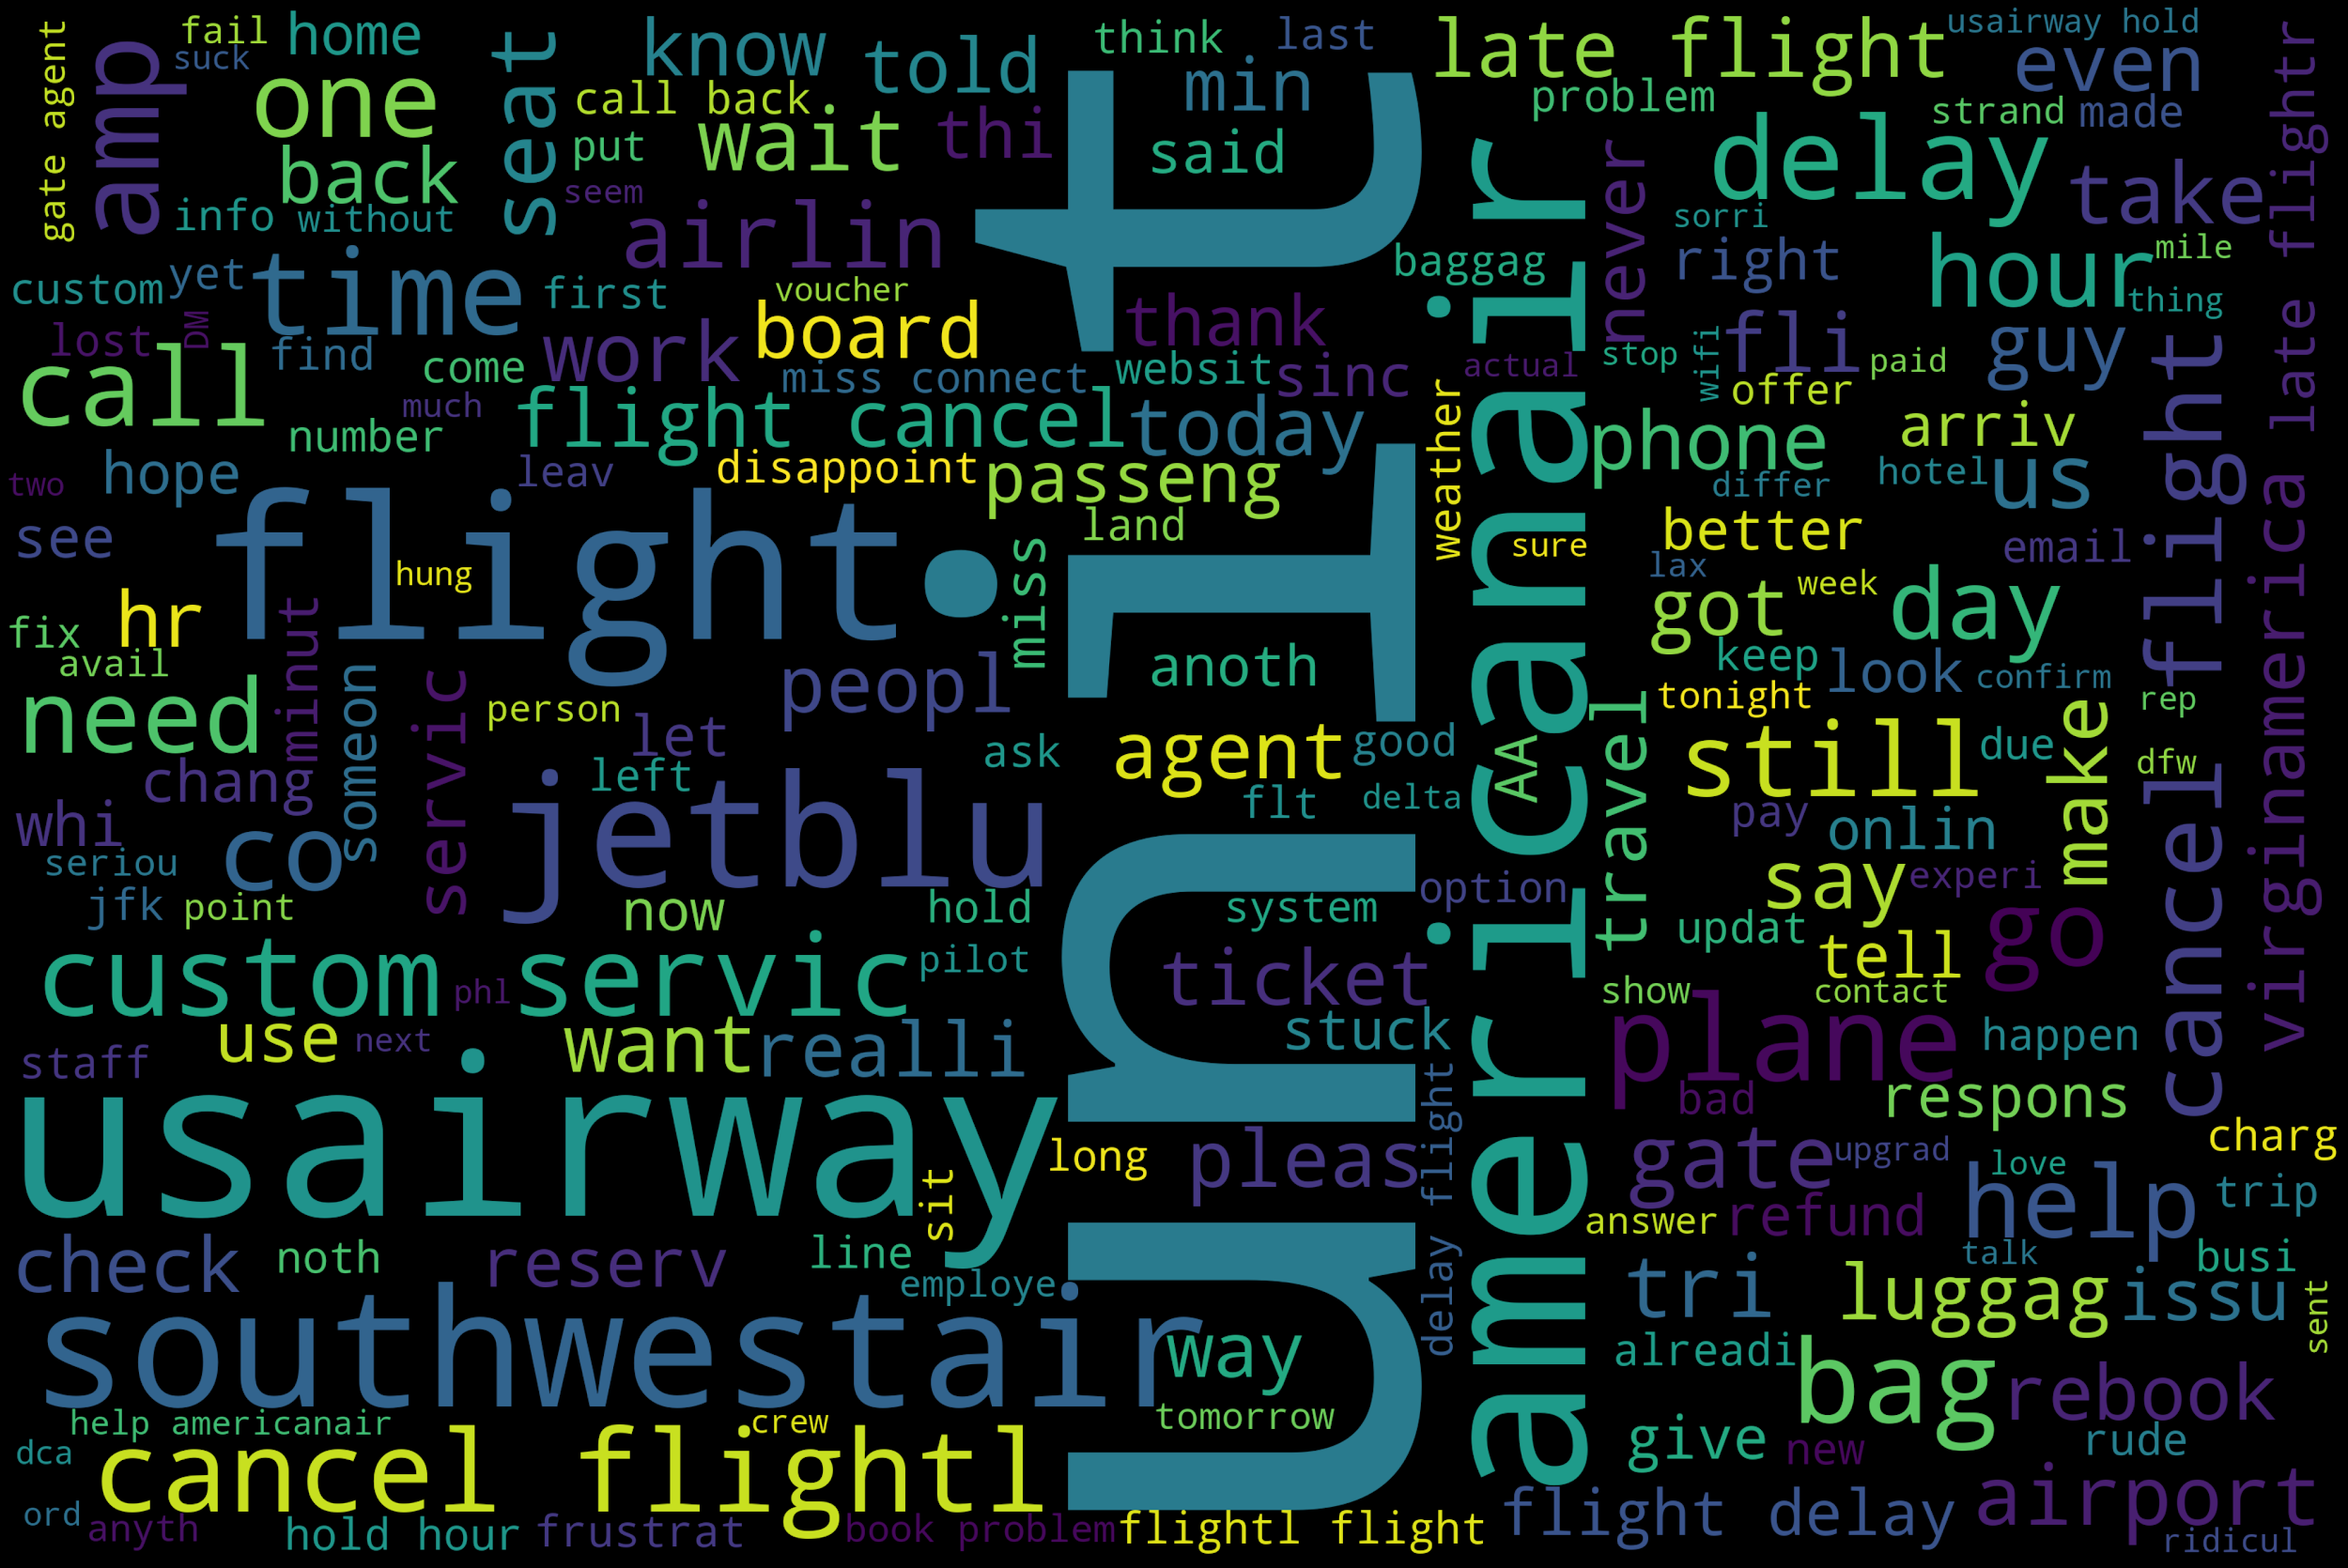 gate agent
fail
suck
home
amp
one
back
seat
know
told
call back
put
wait
thi
seem
think
last
min
said
late flight
usairway hold
even
problem
strand
made
virginamerica late flightr
info
without
airlin
unit
americanair
never
delay
take
sorri
right
hour
mile
thing
baggag
custom
yet
time
first
voucher
board
thank
lost
DM
find
come
work
miss connect
websit
sinc
actual
stop
wifi
fli
paid
guy
offer
call
much
number
flight cancel
today
weather
phone
arriv
cancel flight
two
hope
leav
disappoint
passeng
differ
hotel
us
see
flight
land
miss
better
email
hung
sure
lax
week
hr
fix
avail
minut
someon
servic
got
day
keep
look
confirm
tonight
need
person
let
peopl
anoth
rep
chang
left
ask
agent
good
AA
travel
still
due
make
dfw
whi
co
jetblu
flt
delta
pay
onlin
seriou
jfk
point
now
hold
system
option
say
experi
updat
tell
go
custom servic
phl
pilot
ticket
show
contact
plane
staff
use
next
want
realli
stuck
happen
bad
respons
usairway
sit
long
pleas
delay flight
gate
upgrad
love
charg
help
trip
answer
refund
check
noth
reserv
line
employe
tri
talk
busi
luggag
issu
sent
southwestair
way
alreadi
bag
rebook
help americanair
crew
tomorrow
dca
cancel flightl
give
new
rude
ord
anyth
hold hour
frustrat
book problem
flightl flight
flight delay
airport
ridicul